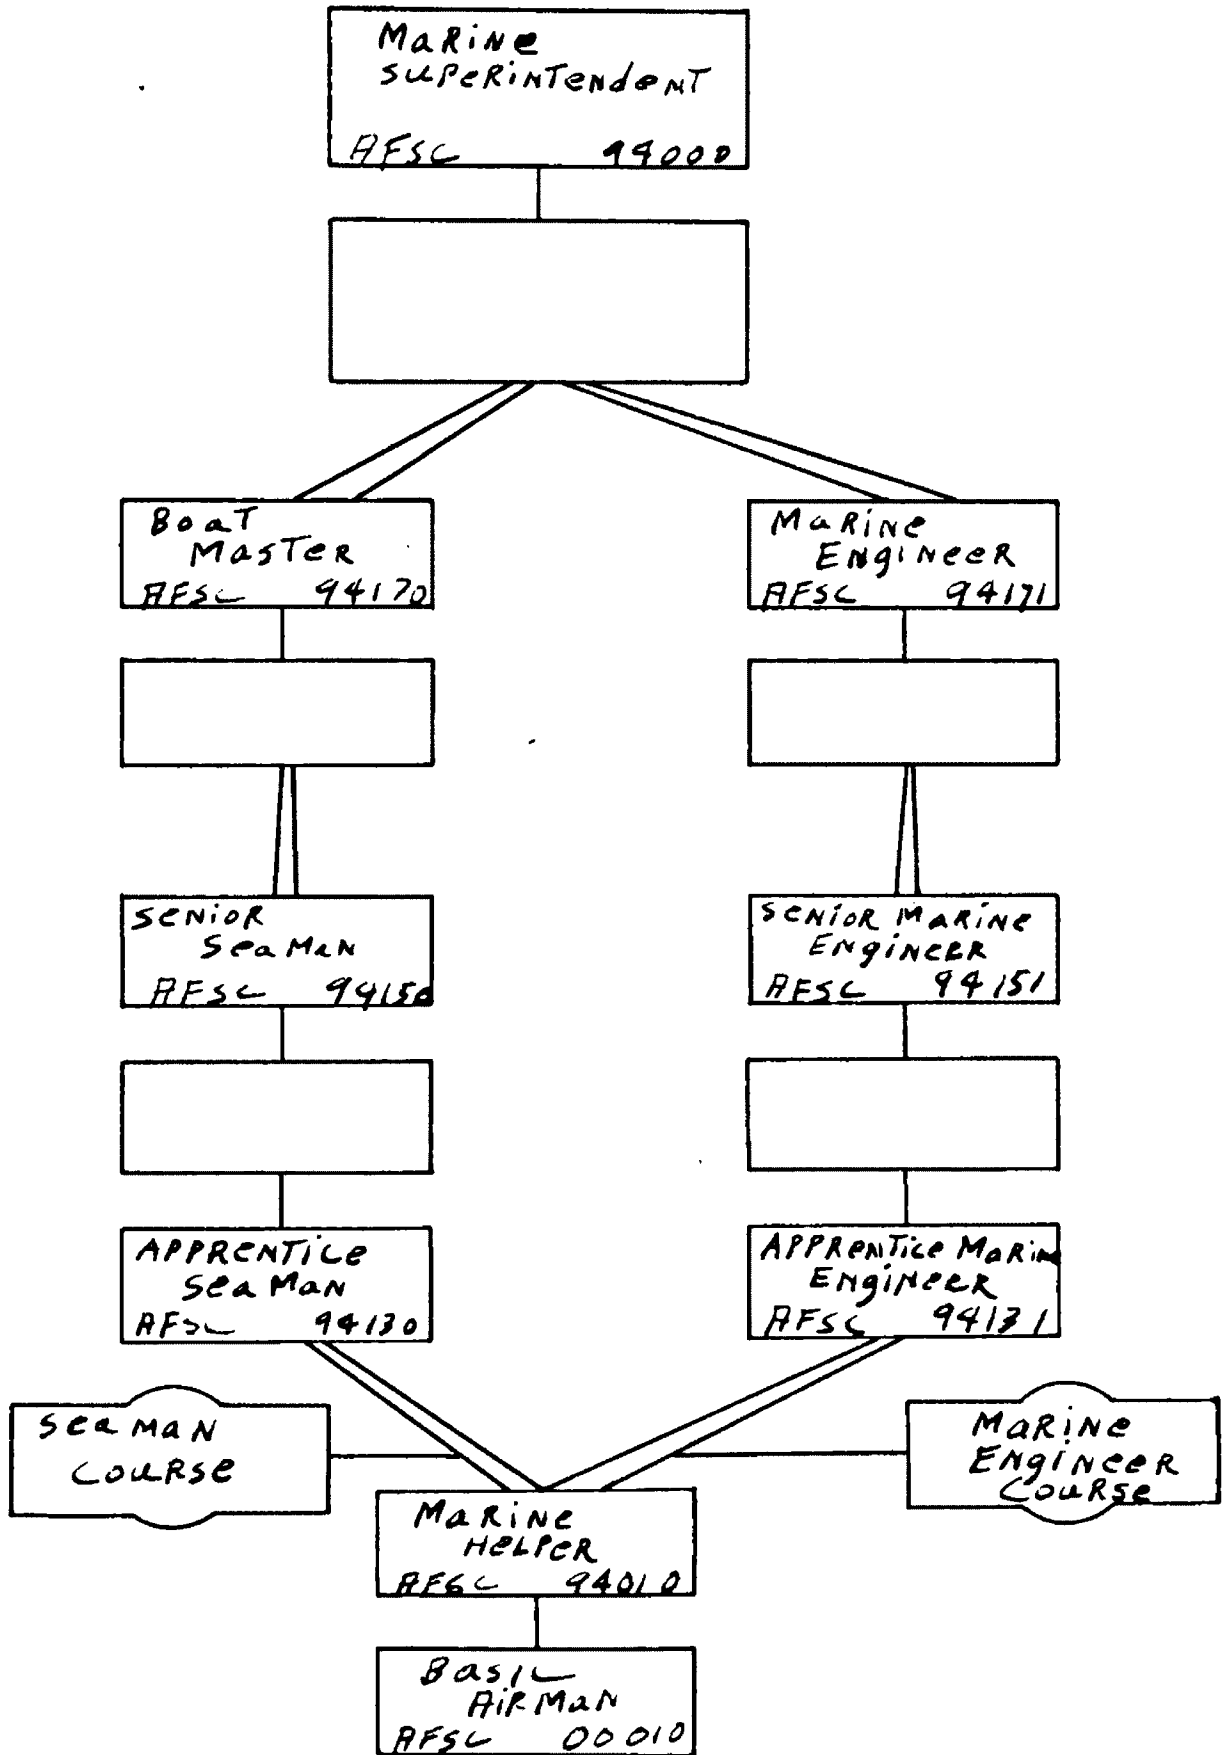 Marine
Superintendent
AFSC 94000
Boat
Master
AFSC 94170
Marine
Engineer
AFSC 94171
Senior
Seaman
AFSC 94150
Senior Marine
Engineer
AFSC 94151
Apprentice
Seaman
AFSC 94130
Apprentice Marine
Engineer
AFSC 94131
Seaman
Course
Marine
Engineer
Course
Marine
Helper
AFSC 94010
Basic
Airman
AFSC 00010